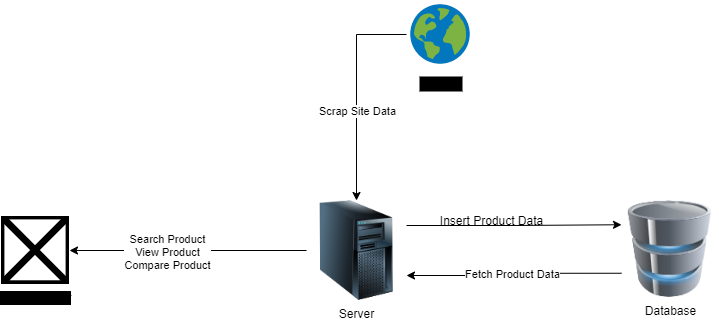 Scrap Site Data
Insert Product Data
Search Product
View Product
Compare Product
Fetch Product Data
Server
Database